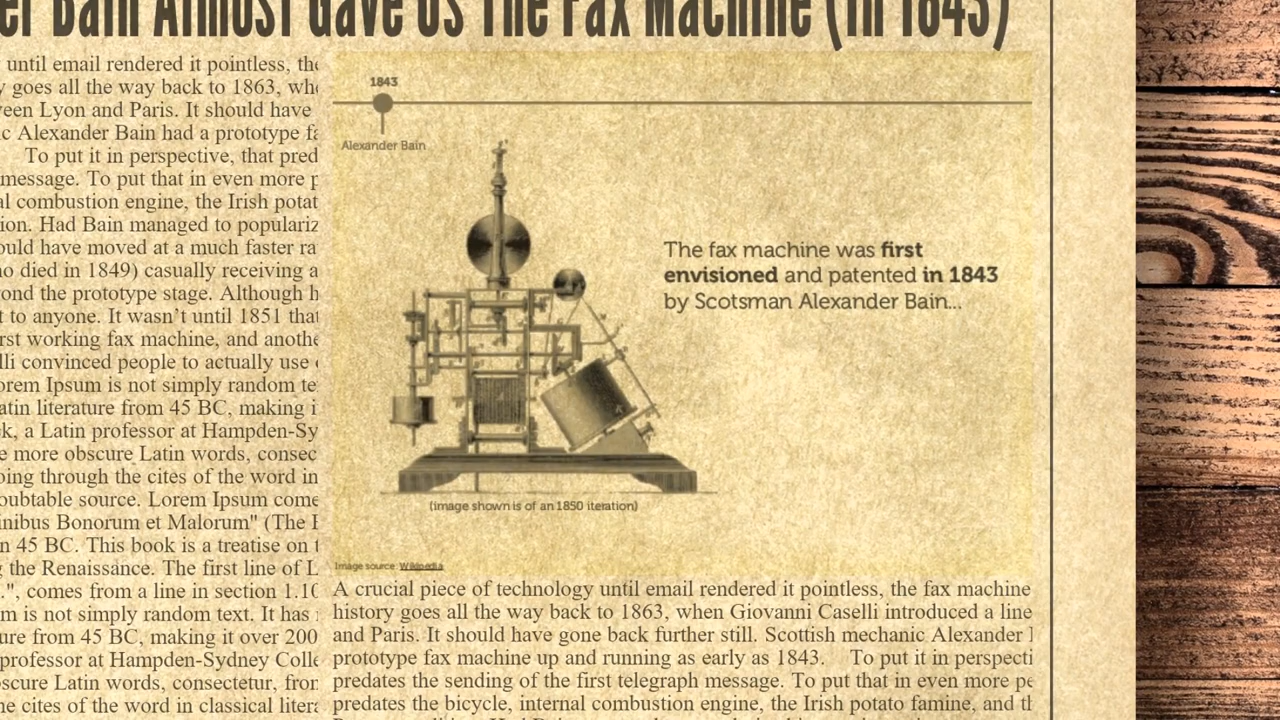 er Bain Almost Gave Us The Fax Machine (In 1843)
until email rendered it pointless, the
goes all the way back to 1863,
een Lyon and Paris. It should have
c Alexander Bain had a prototype
To put it in perspective, that pred
message. To put that in even more p
al combustion engine, the Irish potat
ion. Had Bain managed to populariz
ould have moved at a much faster ra
o died in 1849) casually receiving a
ond the prototype stage. Although h
t to anyone. It wasn't until 1851 that
rst working fax machine, and anothe
lli convinced people to actually use
orem Ipsum is not simply random te
atin literature from 45 BC, making i
k, a Latin professor at Hampden-Sy
e more obscure Latin words, consec
oing through the cites of the word in
oubtable source. Lorem Ipsum come
inibus Bonorum et Malorum" (The
n 45 BC. This book is a treatise on t
g the Renaissance. The first line of L
.", comes from a line in section 1.10
m is not simply random text. It has
ure from 45 BC, making it over 200
professor at Hampden-Sydney Colle
bscure Latin words, consectetur, from
he cites of the word in classical litera
1843
Alexander Bain
The fax machine was first
envisioned and patented in 1843
by Scotsman Alexander Bain...
(image shown is of an 1850 iteration)
Image source: Wikipedia
A crucial piece of technology until email rendered it pointless, the fax machine
history goes all the way back to 1863, when Giovanni Caselli introduced a line
and Paris. It should have gone back further still. Scottish mechanic Alexander
prototype fax machine up and running as early as 1843. To put it in perspecti
predates the sending of the first telegraph message. To put that in even more pe
predates the bicycle, internal combustion engine, the Irish potato famine, and th